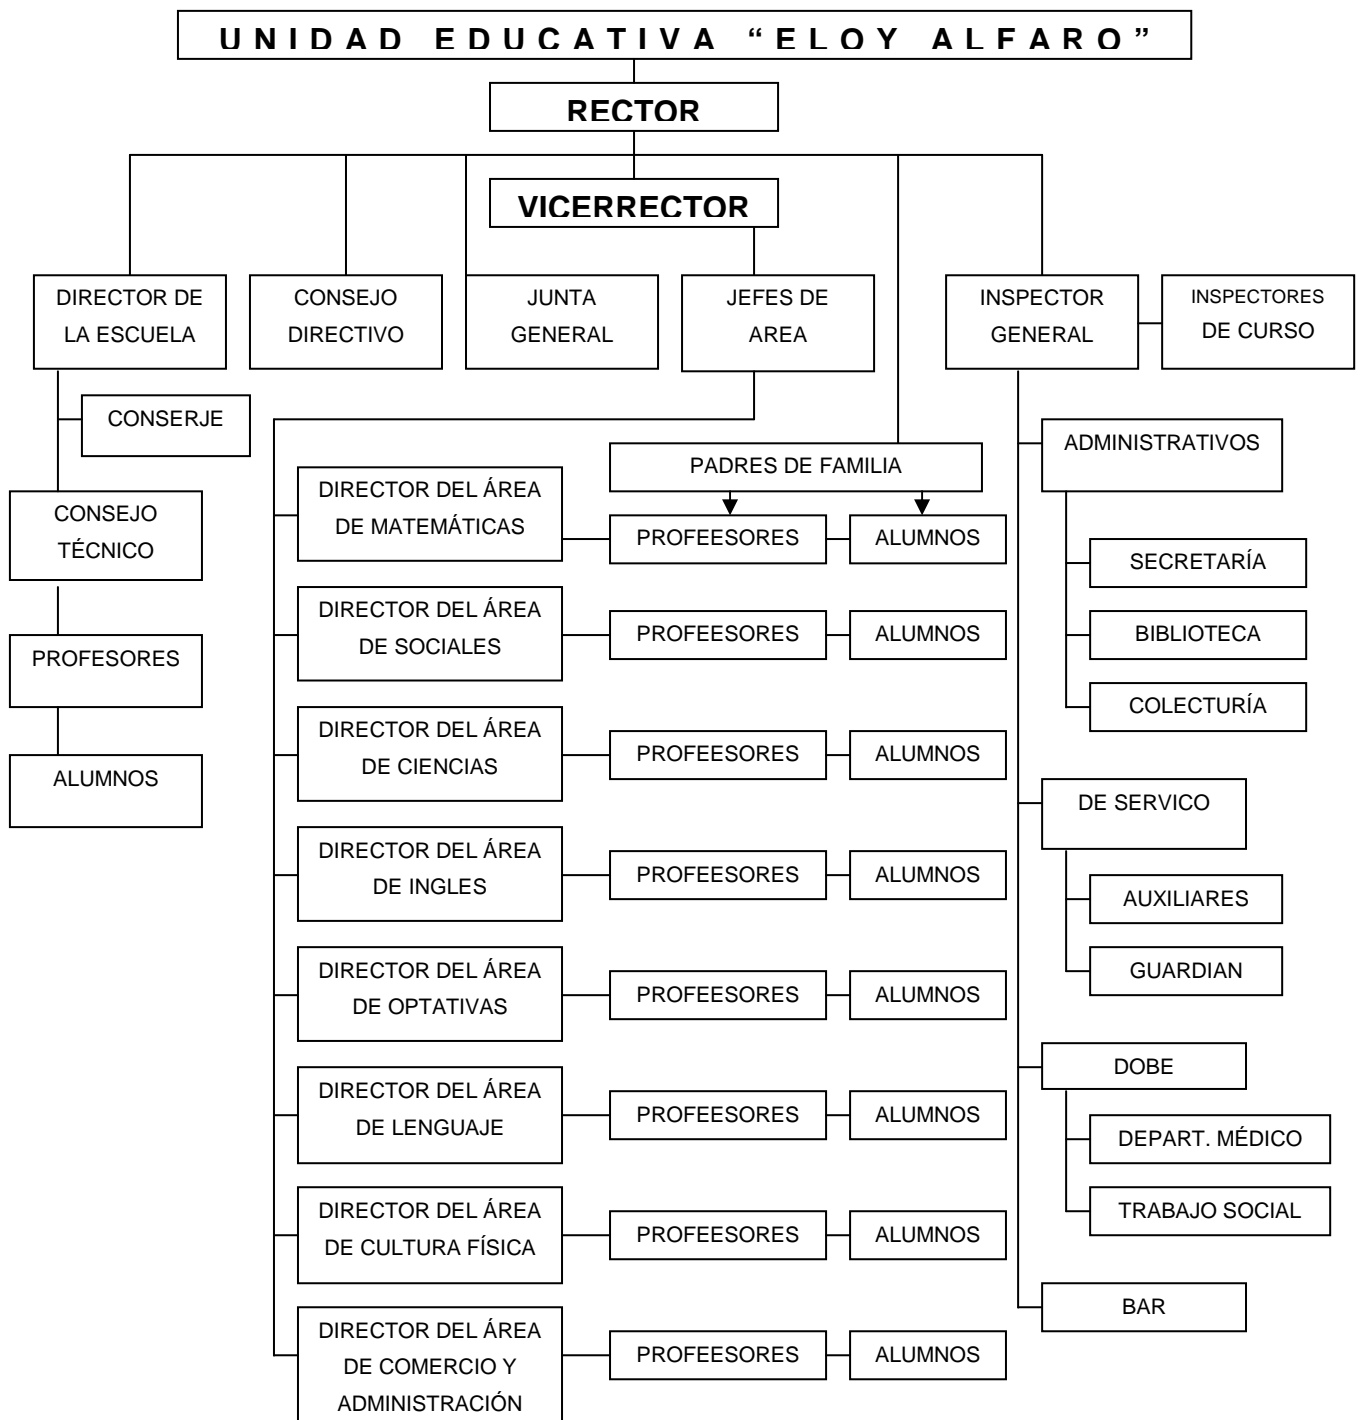 UNIDAD EDUCATIVA “ELOY ALFARO”
RECTOR
VICERRECTOR
DIRECTOR DE
LA ESCUELA
CONSEJO
DIRECTIVO
JUNTA
GENERAL
JEFES DE
AREA
INSPECTOR
GENERAL
INSPECTORES
DE CURSO
CONSERJE
CONSEJO
TÉCNICO
PROFESORES
ALUMNOS
PADRES DE FAMILIA
DIRECTOR DEL ÁREA
DE MATEMÁTICAS
PROFEESORES
ALUMNOS
DIRECTOR DEL ÁREA
DE SOCIALES
PROFEESORES
ALUMNOS
DIRECTOR DEL ÁREA
DE CIENCIAS
PROFEESORES
ALUMNOS
DIRECTOR DEL ÁREA
DE INGLES
PROFEESORES
ALUMNOS
DIRECTOR DEL ÁREA
DE OPTATIVAS
PROFEESORES
ALUMNOS
DIRECTOR DEL ÁREA
DE LENGUAJE
PROFEESORES
ALUMNOS
DIRECTOR DEL ÁREA
DE CULTURA FÍSICA
PROFEESORES
ALUMNOS
DIRECTOR DEL ÁREA
DE COMERCIO Y
ADMINISTRACIÓN
PROFEESORES
ALUMNOS
ADMINISTRATIVOS
SECRETARÍA
BIBLIOTECA
COLECTURÍA
DE SERVICO
AUXILIARES
GUARDIAN
DOBE
DEPART. MÉDICO
TRABAJO SOCIAL
BAR